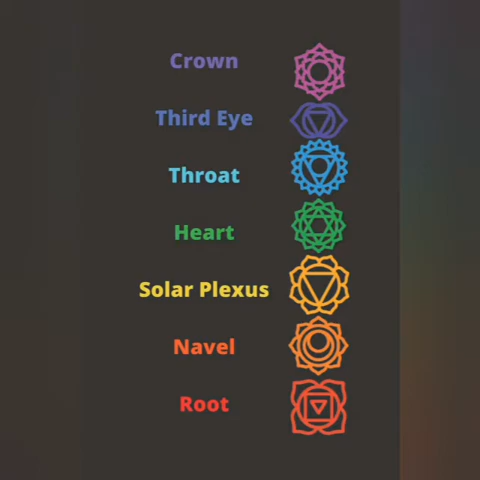 Crown
Third Eye
Throat
Heart
Solar Plexus
Navel
Root